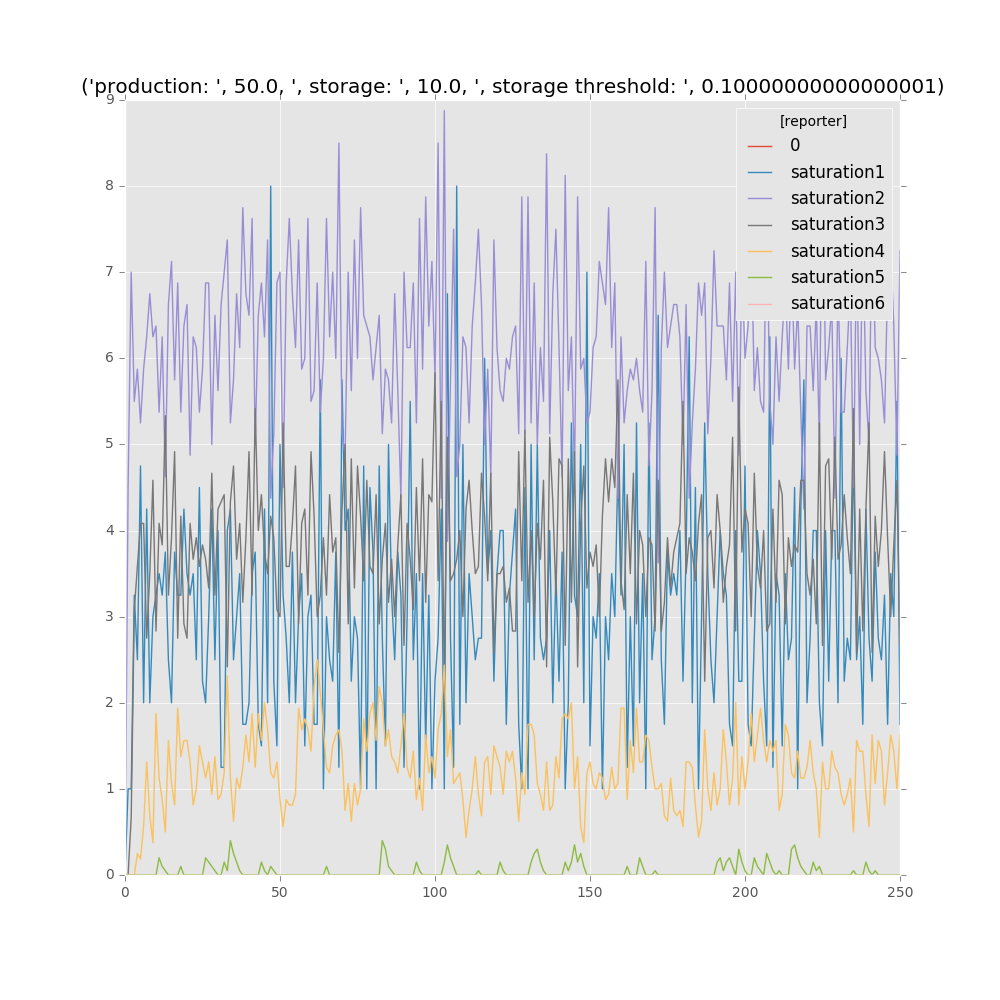 ('production: ', 50.0, ', storage: ', 10.0, ', storage threshold: ', 0.10000000000000001)
9
8
7
6
5
4
3
2
1
0
[reporter]
0
saturation1
saturation2
saturation3
saturation4
saturation5
saturation6
0 50 100 150 200 250